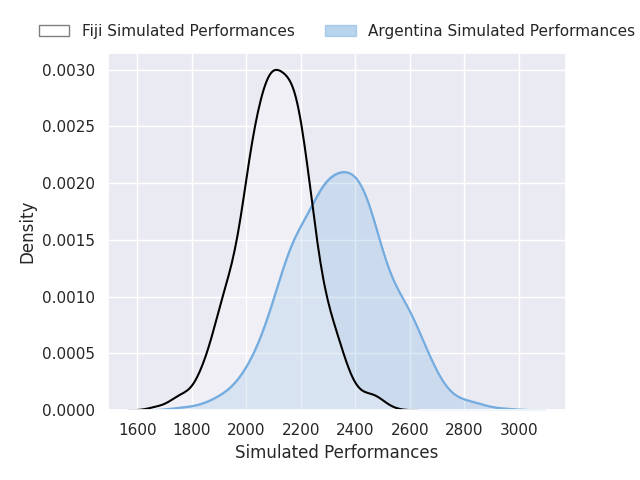 Fiji Simulated Performances Argentina Simulated Performances
0.0030
0.0025
0.0020
0.0015
0.0010
0.0005
0.0000
Density
1600 1800 2000 2200 2400 2600 2800 3000
Simulated Performances